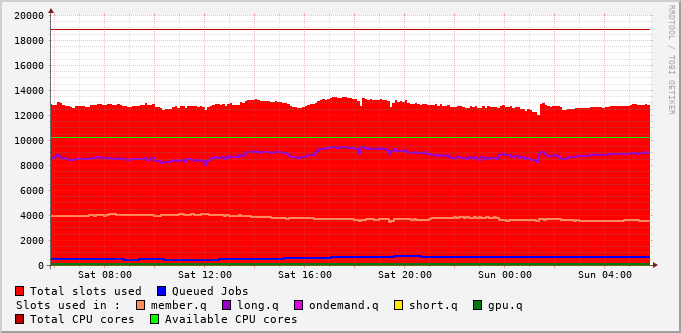 20000
18000
16000
14000
12000
10000
8000
6000
4000
2000
0
Sat 08:00 Sat 12:00 Sat 16:00 Sat 20:00 Sun 00:00 Sun 04:00
RRDTOOL / TOBI OETIKER
Total slots used Queued Jobs
Slots used in : member.q long.q ondemand.q short.q gpu.q
Total CPU cores Available CPU cores